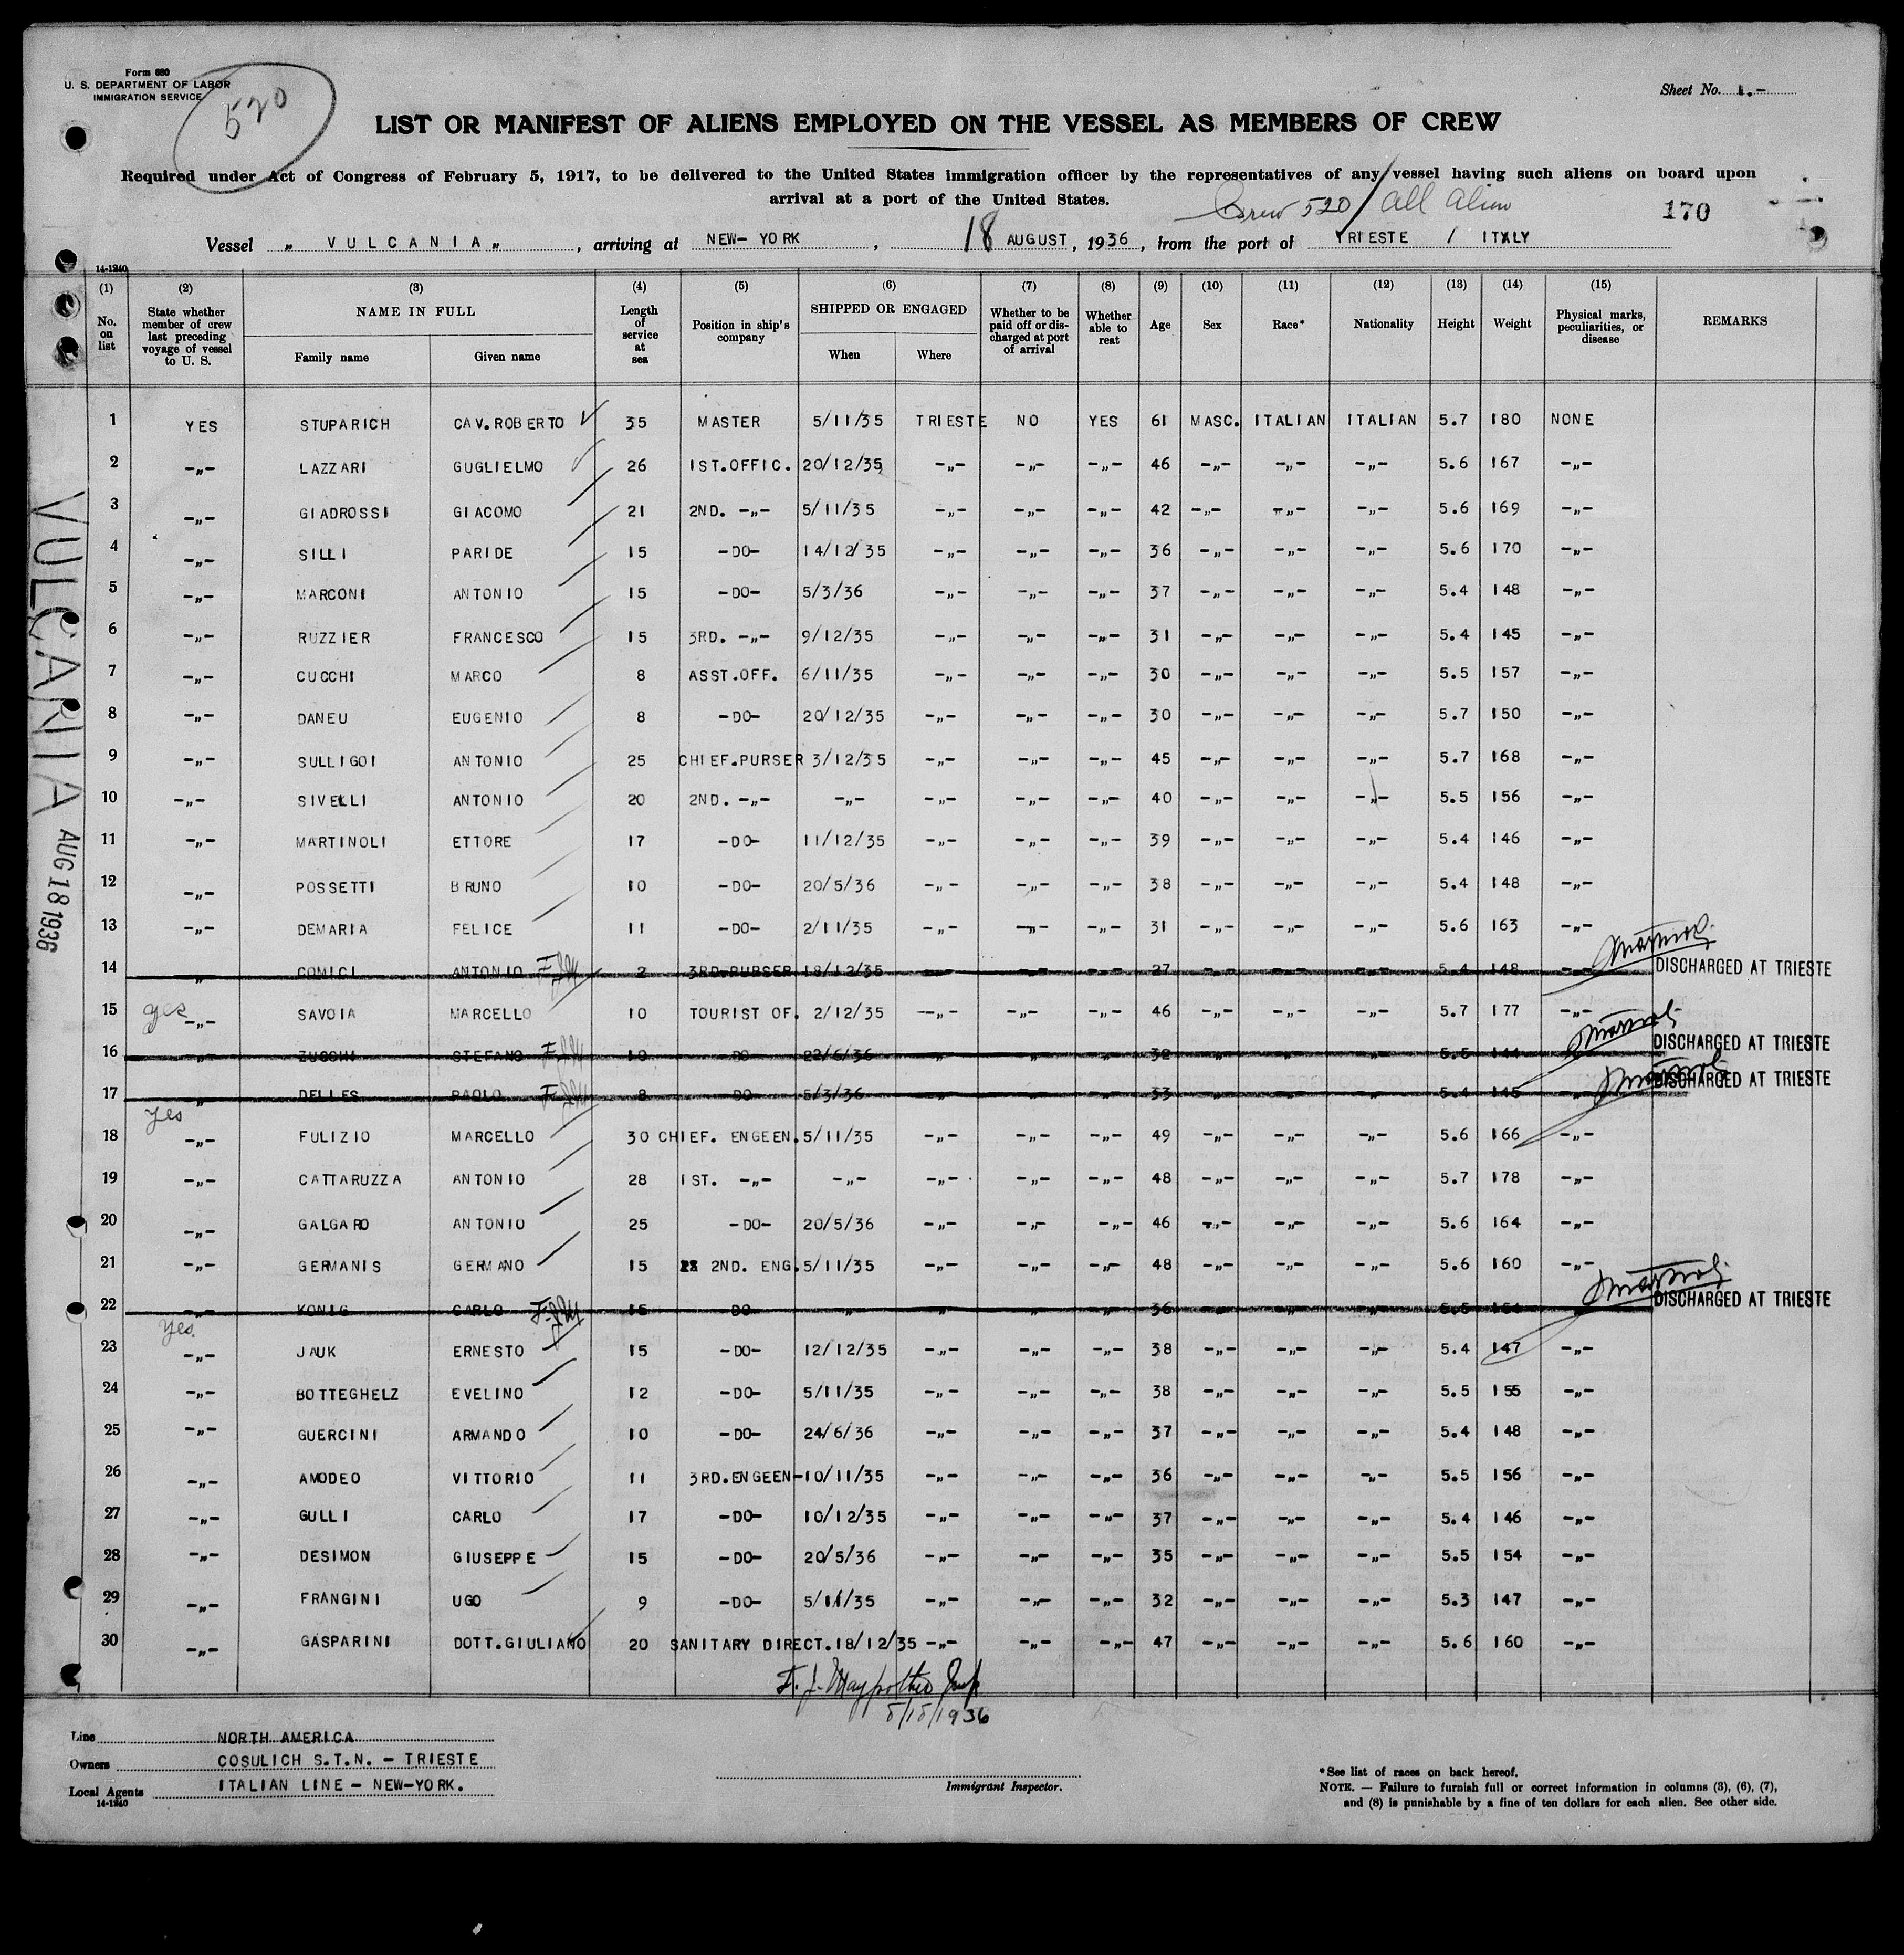 Form 680
U. S. DEPARTMENT OF LABOR
IMMIGRATION SERVICE
520
Sheet No. 1.-
LIST OR MANIFEST OF ALIENS EMPLOYED ON THE VESSEL AS MEMBERS OF CREW
Required under Act of Congress of February 5, 1917, to be delivered to the United States immigration officer by the representatives of any vessel having such aliens on board upon
arrival at a port of the United States.
Crew 520 / all alien
170
Vessel „ VULCANIA „ , arriving at NEW-YORK , 18 AUGUST , 1936 , from the port of TRIESTE / ITALY
14-1240
(1) (2) (3) (4) (5) (6) (7) (8) (9) (10) (11) (12) (13) (14) (15)
No. on list State whether member of crew last preceding voyage of vessel to U. S. NAME IN FULL Family name Given name Length of service at sea Position in ship's company SHIPPED OR ENGAGED When Where Whether to be paid off or discharged at port of arrival Whether able to reat Age Sex Race* Nationality Height Weight Physical marks, peculiarities, or disease REMARKS
1 YES STUPARICH CAV.ROBERTO 35 MASTER 5/11/35 TRIESTE NO YES 61 MASC. ITALIAN ITALIAN 5.7 180 NONE
2 -„- LAZZARI GUGLIELMO 26 1ST.OFFIC. 20/12/35 -„- -„- -„- 46 -„- -„- -„- 5.6 167 -„-
3 -„- GIADROSSI GIACOMO 21 2ND. -„- 5/11/35 -„- -„- -„- 42 -„- -„- -„- 5.6 169 -„-
4 -„- SILLI PARIDE 15 -DO- 14/12/35 -„- -„- -„- 36 -„- -„- -„- 5.6 170 -„-
5 -„- MARCONI ANTONIO 15 -DO- 5/3/36 -„- -„- -„- 37 -„- -„- -„- 5.4 148 -„-
6 -„- RUZZIER FRANCESCO 15 3RD. -„- 9/12/35 -„- -„- -„- 31 -„- -„- -„- 5.4 145 -„-
7 -„- CUCCHI MARCO 8 ASST.OFF. 6/11/35 -„- -„- -„- 30 -„- -„- -„- 5.5 157 -„-
8 -„- DANEU EUGENIO 8 -DO- 20/12/35 -„- -„- -„- 30 -„- -„- -„- 5.7 150 -„-
9 -„- SULLIGOI ANTONIO 25 CHIEF.PURSER 3/12/35 -„- -„- -„- 45 -„- -„- -„- 5.7 168 -„-
10 -„- SIVELLI ANTONIO 20 2ND. -„- -„- -„- -„- -„- 40 -„- -„- -„- 5.5 156 -„-
11 -„- MARTINOLI ETTORE 17 -DO- 11/12/35 -„- -„- -„- 39 -„- -„- -„- 5.4 146 -„-
12 -„- POSSETTI BRUNO 10 -DO- 20/5/36 -„- -„- -„- 38 -„- -„- -„- 5.4 148 -„-
13 -„- DEMARIA FELICE 11 -DO- 2/11/35 -„- -„- -„- 31 -„- -„- -„- 5.6 163 -„-
14 -„- COMICI ANTONIO 2 3RD.PURSER 18/12/35 -„- -„- -„- 27 -„- -„- -„- 5.4 148 -„- DISCHARGED AT TRIESTE
15 yes -„- SAVOIA MARCELLO 10 TOURIST OF. 2/12/35 -„- -„- -„- 46 -„- -„- -„- 5.7 177 -„-
16 „ ZUCCHI STEFANO 10 DO 22/6/36 „ „ „ 32 „ „ „ 5.5 144 DISCHARGED AT TRIESTE
17 „ DELLES PAOLO 8 DO 5/3/36 „ „ „ 33 „ „ „ 5.4 145 DISCHARGED AT TRIESTE
18 yes -„- FULIZIO MARCELLO 30 CHIEF. ENGEEN. 5/11/35 -„- -„- -„- 49 -„- -„- -„- 5.6 166 -„-
19 -„- CATTARUZZA ANTONIO 28 1ST. -„- -„- -„- -„- -„- 48 -„- -„- -„- 5.7 178 -„-
20 -„- GALGARO ANTONIO 25 -DO- 20/5/36 -„- -„- -„- 46 -„- -„- -„- 5.6 164 -„-
21 -„- GERMANIS GERMANO 15 2ND. ENG. 5/11/35 -„- -„- -„- 48 -„- -„- -„- 5.6 160 -„-
22 -„- KONIG CARLO 15 DO „ „ „ „ 36 „ „ „ 5.5 154 „ DISCHARGED AT TRIESTE
23 yes. -„- JAUK ERNESTO 15 -DO- 12/12/35 -„- -„- -„- 38 -„- -„- -„- 5.4 147 -„-
24 -„- BOTTEGHELZ EVELINO 12 -DO- 5/11/35 -„- -„- -„- 38 -„- -„- -„- 5.5 155 -„-
25 -„- GUERCINI ARMANDO 10 -DO- 24/6/36 -„- -„- -„- 37 -„- -„- -„- 5.4 148 -„-
26 -„- AMODEO VITTORIO 11 3RD.ENGEEN- 10/11/35 -„- -„- -„- 36 -„- -„- -„- 5.5 156 -„-
27 -„- GULLI CARLO 17 -DO- 10/12/35 -„- -„- -„- 37 -„- -„- -„- 5.4 146 -„-
28 -„- DESIMON GIUSEPPE 15 -DO- 20/5/36 -„- -„- -„- 35 -„- -„- -„- 5.5 154 -„-
29 -„- FRANGINI UGO 9 -DO- 5/11/35 -„- -„- -„- 32 -„- -„- -„- 5.3 147 -„-
30 -„- GASPARINI DOTT.GIULIANO 20 SANITARY DIRECT. 18/12/35 -„- -„- -„- 47 -„- -„- -„- 5.6 160 -„-
VULCANIA AUG 18 1936
8/18/1936
Line NORTH AMERICA
Owners COSULICH S.T.N. - TRIESTE
Local Agents ITALIAN LINE - NEW-YORK.
14-1240
Immigrant Inspector.
*See list of races on back hereof.
NOTE. — Failure to furnish full or correct information in columns (3), (6), (7),
and (8) is punishable by a fine of ten dollars for each alien. See other side.